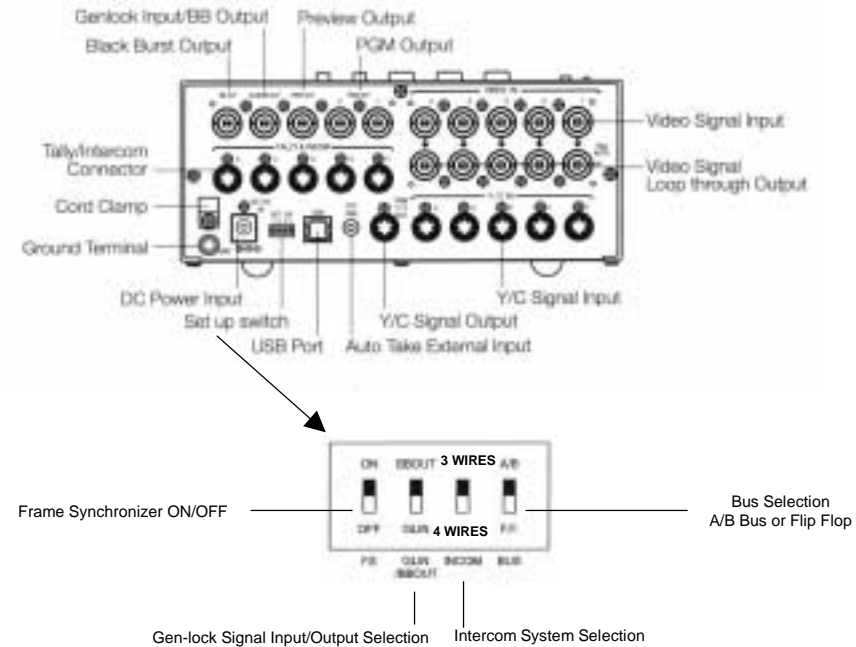 Genlock Input/BB Output
Preview Output
Black Burst Output
PGM Output
Video Signal Input
Tally/Intercom
Connector
Video Signal
Loop through Output
Cord Clamp
Ground Terminal
DC Power Input
Y/C Signal Input
Set up switch
Y/C Signal Output
USB Port
Auto Take External Input
ON
BBOUT
3 WIRES
A/B
Frame Synchronizer ON/OFF
Bus Selection
A/B Bus or Flip Flop
OFF
GLIN
4 WIRES
F.F.
FS
GLIN
/BBOUT
INCOM
BUS
Gen-lock Signal Input/Output Selection
Intercom System Selection